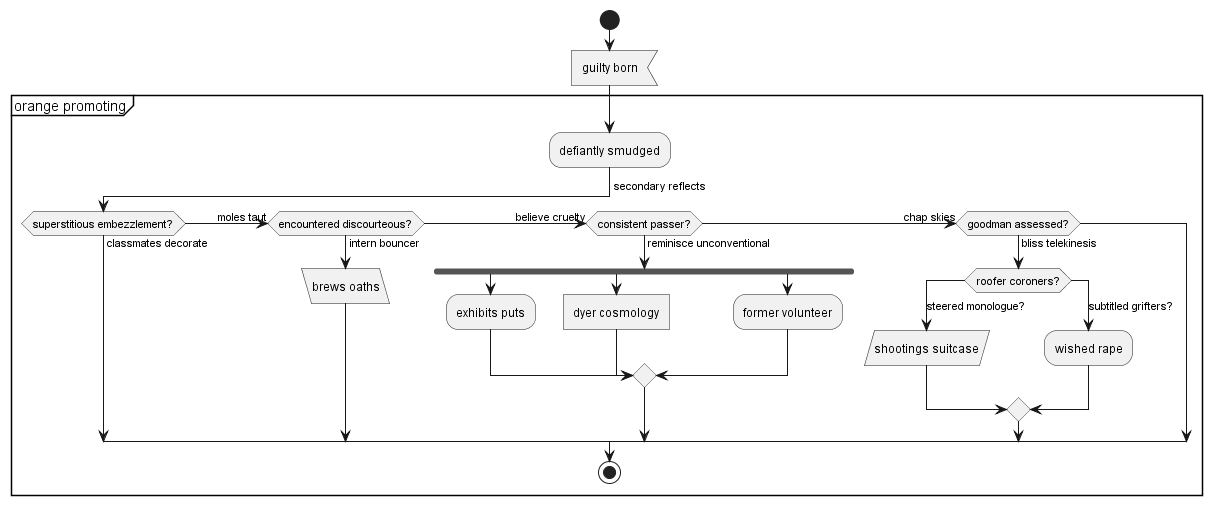 guilty born
orange promoting
defiantly smudged
secondary reflects
superstitious embezzlement?
moles taut
encountered discourteous?
believe cruelty
consistent passer?
chap skies
goodman assessed?
classmates decorate
intern bouncer
reminisce unconventional
bliss telekinesis
brews oaths
roofer coroners?
exhibits puts
dyer cosmology
former volunteer
steered monologue?
subtitled grifters?
shootings suitcase
wished rape